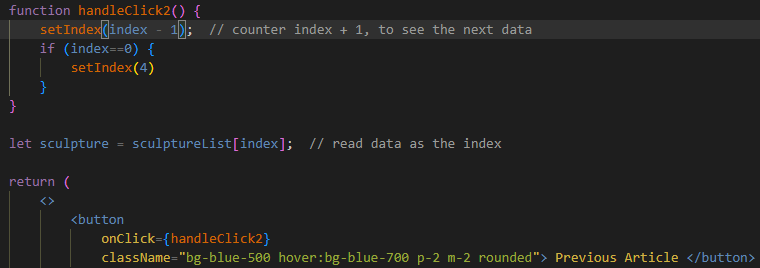 function handleClick2() {
setIndex(index - 1);  // counter index + 1, to see the next data
if (index==0) {
setIndex(4)
}
}
let sculpture = sculptureList[index];  // read data as the index
return (
<>
<button
onClick={handleClick2}
className="bg-blue-500 hover:bg-blue-700 p-2 m-2 rounded"> Previous Article </button>